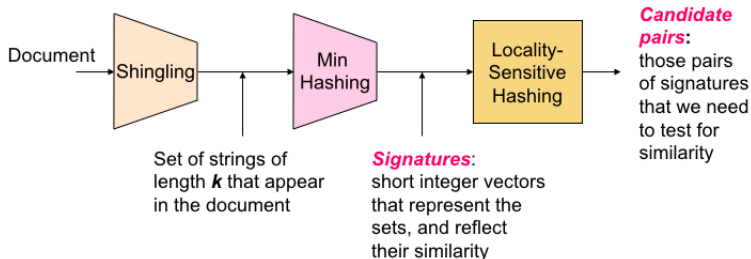 Document
Shingling
Set of strings of
length k that appear
in the document
Min
Hashing
Signatures:
short integer vectors
that represent the
sets, and reflect
their similarity
Locality-
Sensitive
Hashing
Candidate
pairs:
those pairs
of signatures
that we need
to test for
similarity